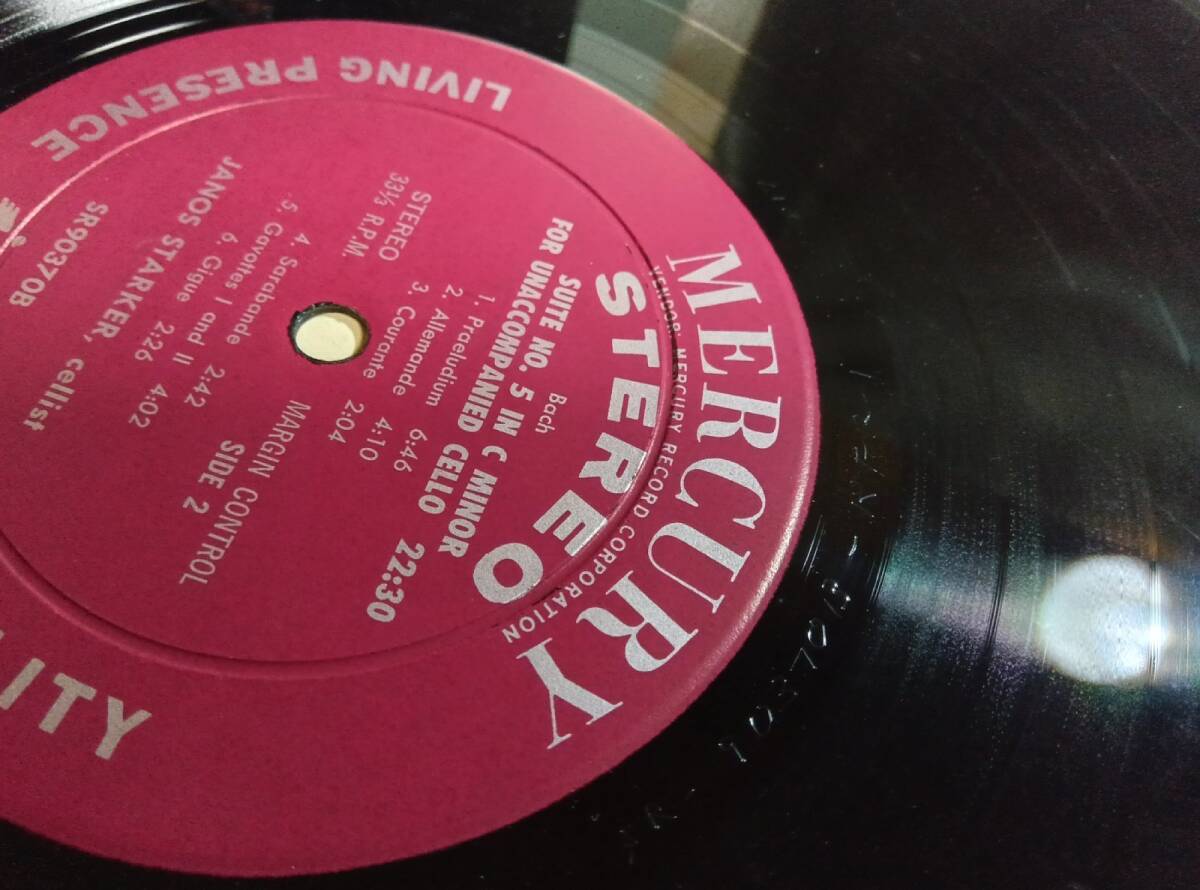 MERCURY
VENDOR: MERCURY RECORD CORPORATION
STEREO
LIVING PRESENCE
Bach
SUITE NO. 5 IN C MINOR
FOR UNACCOMPANIED CELLO 22:30
STEREO
33⅓ R.P.M.
1. Praeludium 6:46
2. Allemande 4:10
3. Courante 2:04
4. Sarabande 2:42
5. Gavottes I and II 4:02
6. Gigue 2:26
MARGIN CONTROL
SIDE 2
JANOS STARKER, cellist
SR90370B